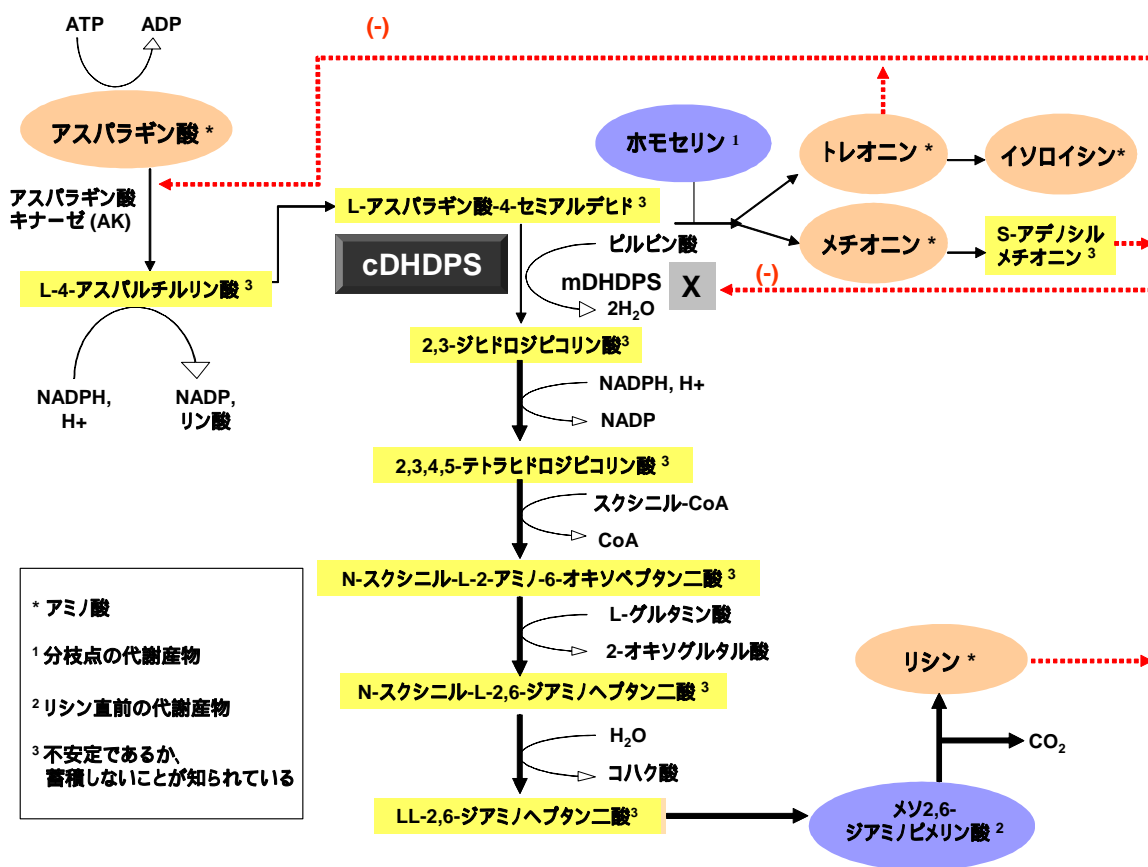 ATP
ADP
(-)
アスパラギン酸 *
ホモセリン 1
トレオニン *
イソロイシン*
アスパラギン酸
キナーゼ (AK)
L-アスパラギン酸-4-セミアルデヒド 3
メチオニン *
S-アデノシル
メチオニン 3
cDHDPS
ピルビン酸
mDHDPS
X
(-)
2H2O
L-4-アスパルチルリン酸 3
2,3-ジヒドロジピコリン酸3
NADPH,
H+
NADP,
リン酸
NADPH, H+
NADP
2,3,4,5-テトラヒドロジピコリン酸 3
スクシニル-CoA
CoA
N-スクシニル-L-2-アミノ-6-オキソペプタン二酸 3
L-グルタミン酸
2-オキソグルタル酸
N-スクシニル-L-2,6-ジアミノヘプタン二酸 3
H2O
コハク酸
LL-2,6-ジアミノヘプタン二酸3
リシン *
CO2
メソ2,6-
ジアミノピメリン酸 2
* アミノ酸
1 分枝点の代謝産物
2 リシン直前の代謝産物
3 不安定であるか、
蓄積しないことが知られている